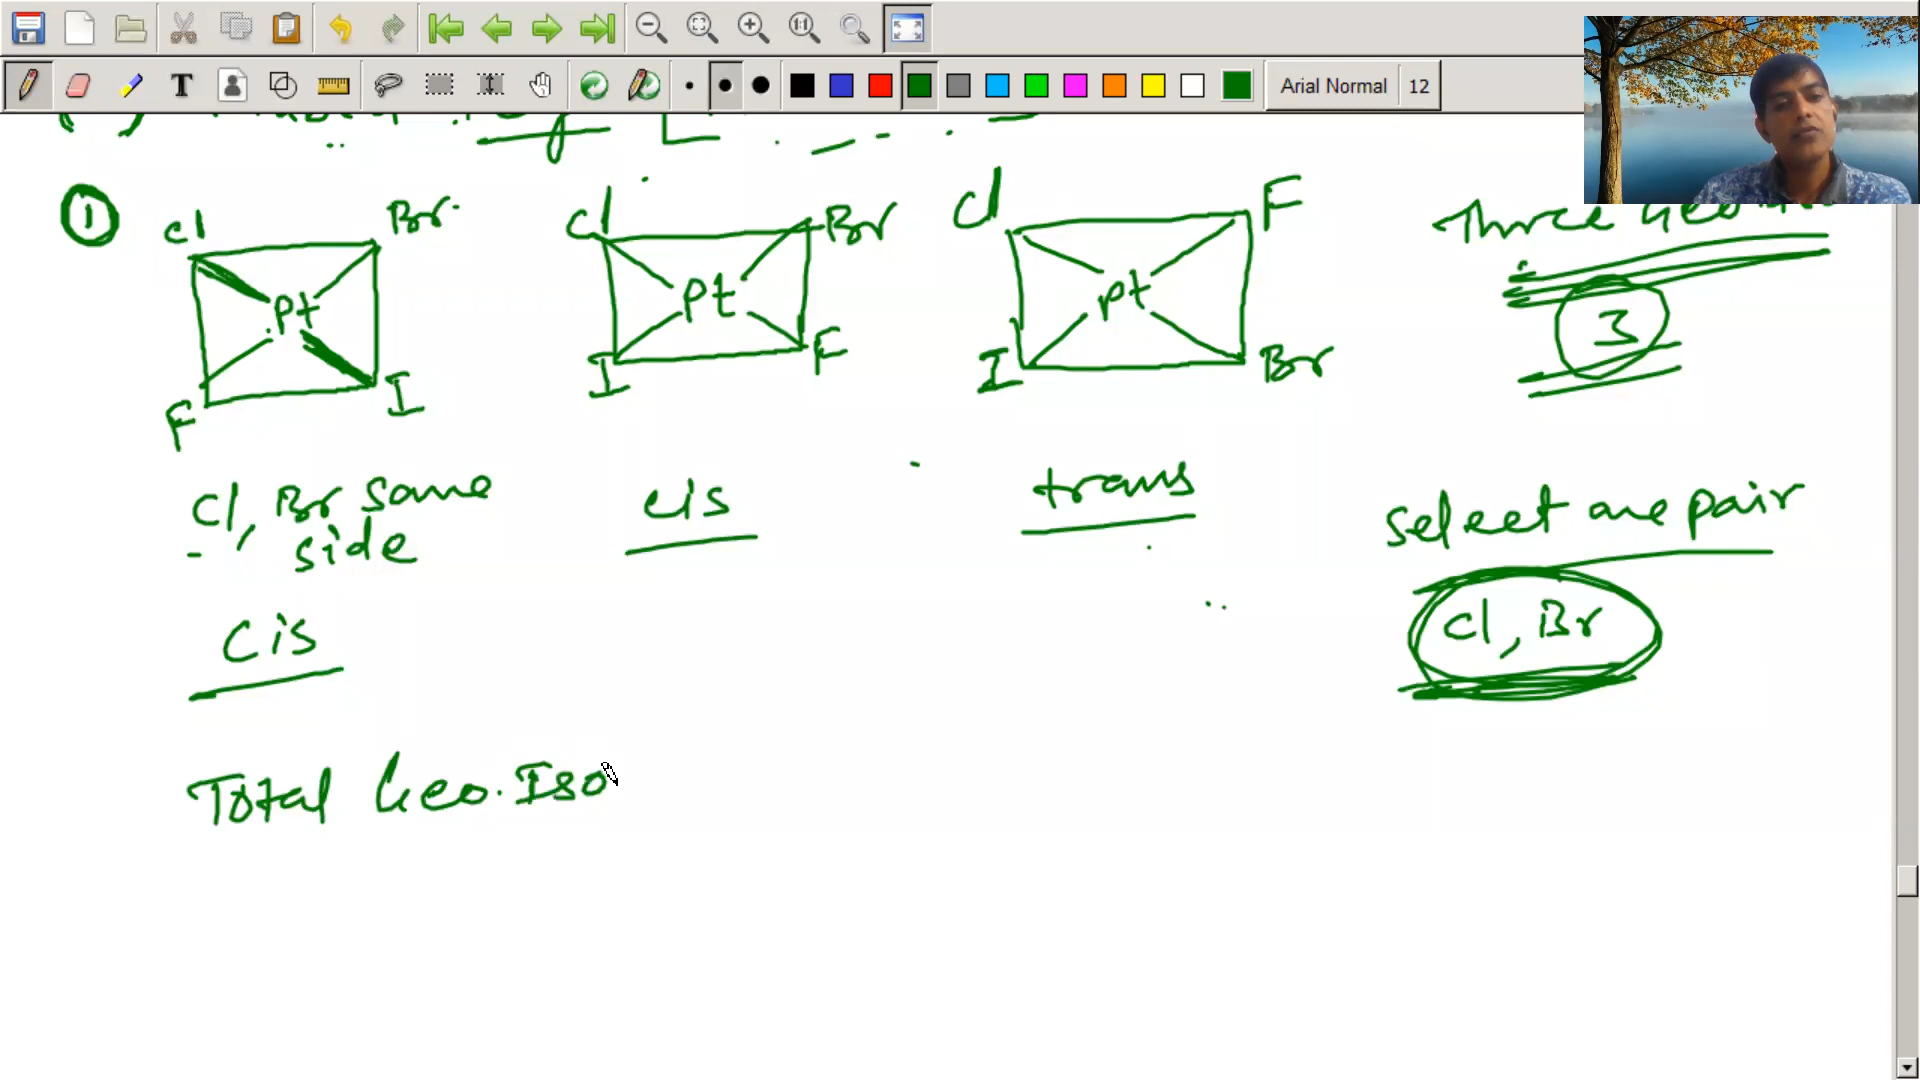 Arial Normal 12
1
Cl Br.
Pt
F I
Cl Br
Pt
I F
Cl F
Pt
I Br
Three
3
Cl, Br same
side
cis
trans
select one pair
Cl, Br
Cis
Total Geo. Iso